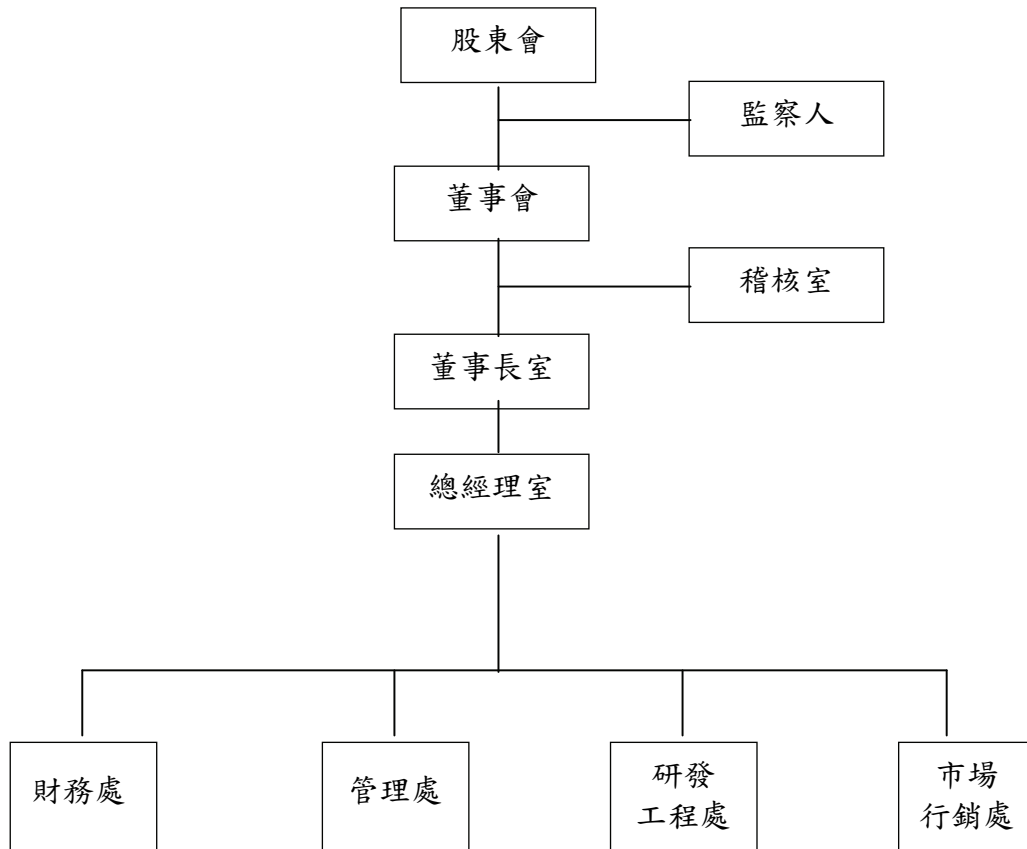 股東會
監察人
董事會
稽核室
董事長室
總經理室
財務處
管理處
研發
工程處
市場
行銷處